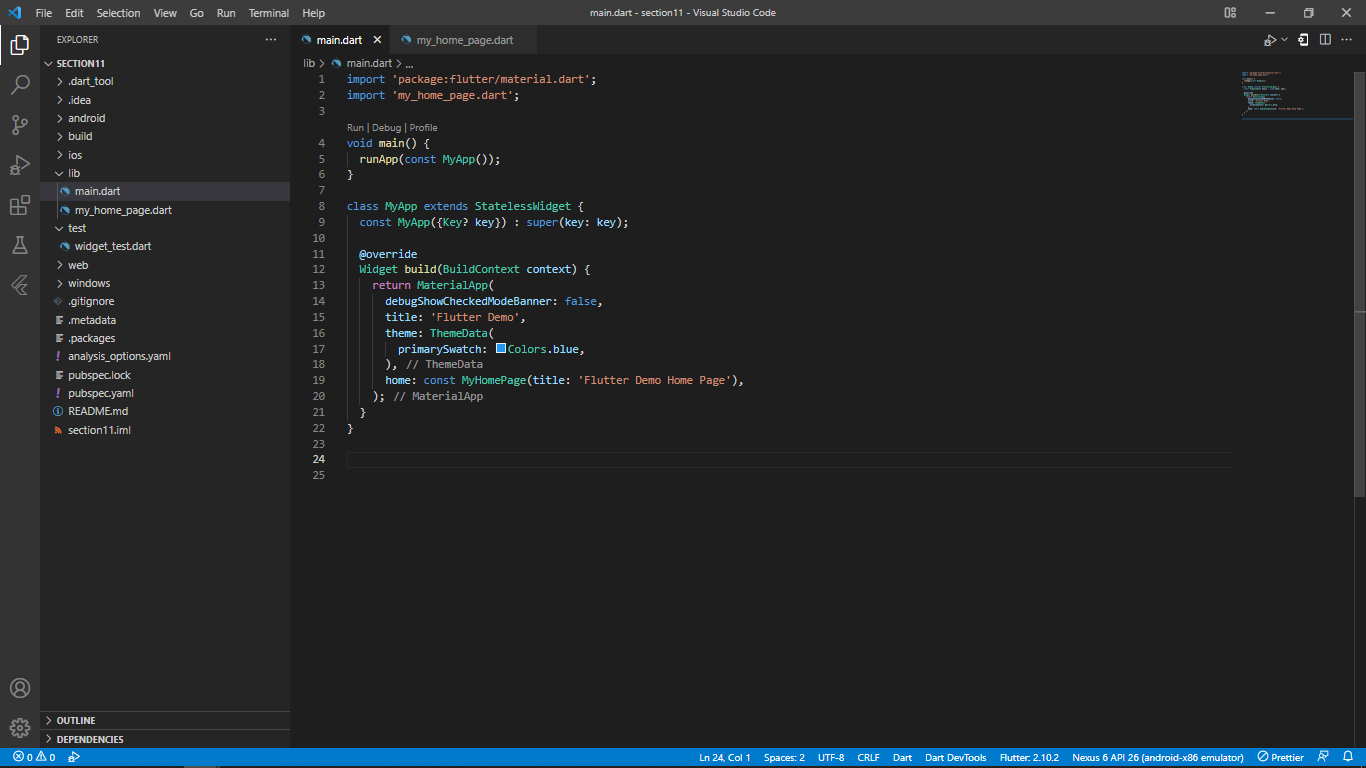 File Edit Selection View Go Run Terminal Help
main.dart - section11 - Visual Studio Code
EXPLORER
SECTION11
.dart_tool
.idea
android
build
ios
lib
main.dart
my_home_page.dart
test
widget_test.dart
web
windows
.gitignore
.metadata
.packages
analysis_options.yaml
pubspec.lock
pubspec.yaml
README.md
section11.iml
OUTLINE
DEPENDENCIES
main.dart my_home_page.dart
lib > main.dart > ...
1 import 'package:flutter/material.dart';
2 import 'my_home_page.dart';
3
Run | Debug | Profile
4 void main() {
5 runApp(const MyApp());
6 }
7
8 class MyApp extends StatelessWidget {
9 const MyApp({Key? key}) : super(key: key);
10
11 @override
12 Widget build(BuildContext context) {
13 return MaterialApp(
14 debugShowCheckedModeBanner: false,
15 title: 'Flutter Demo',
16 theme: ThemeData(
17 primarySwatch: Colors.blue,
18 ), // ThemeData
19 home: const MyHomePage(title: 'Flutter Demo Home Page'),
20 ); // MaterialApp
21 }
22 }
23
24
25
0 0
Ln 24, Col 1 Spaces: 2 UTF-8 CRLF Dart Dart DevTools Flutter: 2.10.2 Nexus 6 API 26 (android-x86 emulator) Prettier